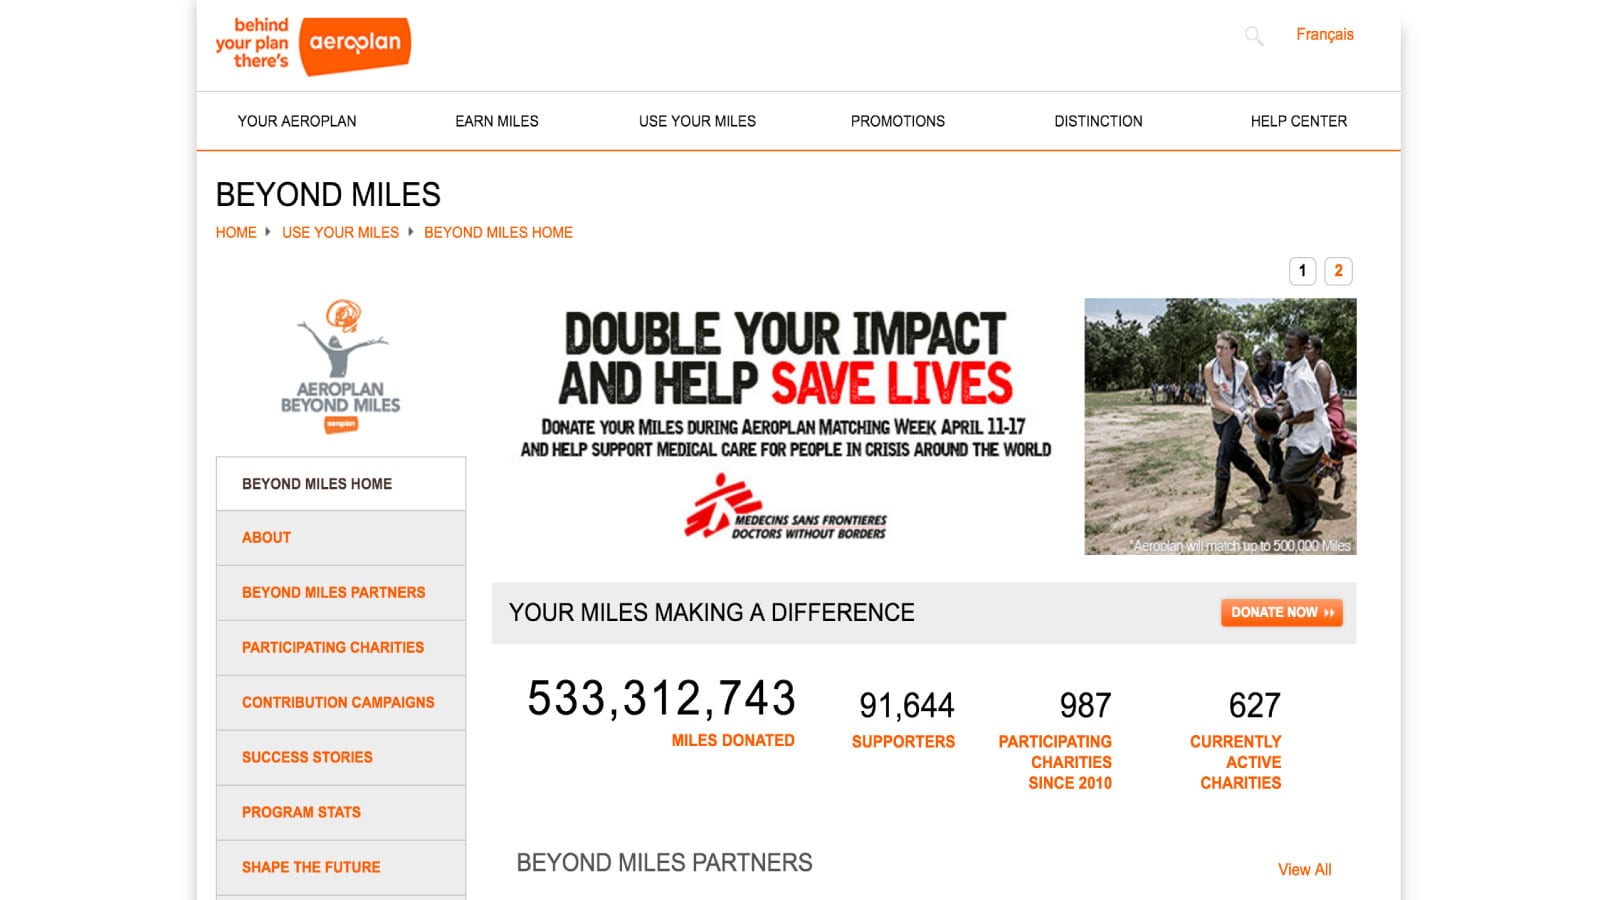 behind
your plan
there's
aeroplan
Français
YOUR AEROPLAN
EARN MILES
USE YOUR MILES
PROMOTIONS
DISTINCTION
HELP CENTER
BEYOND MILES
HOME
USE YOUR MILES
BEYOND MILES HOME
1
2
AEROPLAN
BEYOND MILES
aeroplan
DOUBLE YOUR IMPACT
AND HELP SAVE LIVES
DONATE YOUR MILES DURING AEROPLAN MATCHING WEEK APRIL 11-17
AND HELP SUPPORT MEDICAL CARE FOR PEOPLE IN CRISIS AROUND THE WORLD
MEDECINS SANS FRONTIERES
DOCTORS WITHOUT BORDERS
*Aeroplan will match up to 500,000 Miles
BEYOND MILES HOME
ABOUT
BEYOND MILES PARTNERS
PARTICIPATING CHARITIES
CONTRIBUTION CAMPAIGNS
SUCCESS STORIES
PROGRAM STATS
SHAPE THE FUTURE
YOUR MILES MAKING A DIFFERENCE
DONATE NOW
533,312,743
MILES DONATED
91,644
SUPPORTERS
987
PARTICIPATING
CHARITIES
SINCE 2010
627
CURRENTLY
ACTIVE
CHARITIES
BEYOND MILES PARTNERS
View All